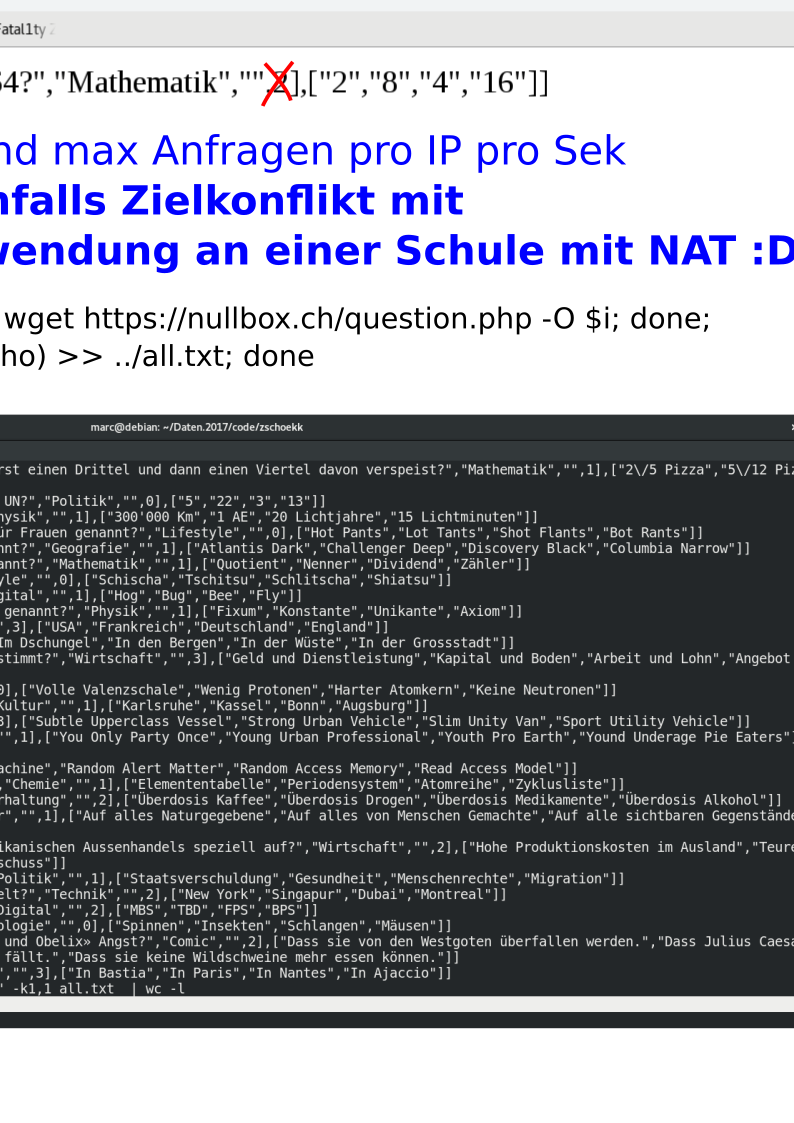 Fatal1ty 2
64?","Mathematik","",2],["2","8","4","16"]]
nd max Anfragen pro IP pro Sek
nfalls Zielkonflikt mit
wendung an einer Schule mit NAT :D
wget https://nullbox.ch/question.php -O $i; done;
ho) >> ../all.txt; done
marc@debian: ~/Daten.2017/code/zschoekk
rst einen Drittel und dann einen Viertel davon verspeist?","Mathematik","",1],["2\/5 Pizza","5\/12 Piz
UN?","Politik","",0],["5","22","3","13"]]
hysik","",1],["300'000 Km","1 AE","20 Lichtjahre","15 Lichtminuten"]]
ür Frauen genannt?","Lifestyle","",0],["Hot Pants","Lot Tants","Shot Flants","Bot Rants"]]
nnt?","Geografie","",1],["Atlantis Dark","Challenger Deep","Discovery Black","Columbia Narrow"]]
annt?","Mathematik","",1],["Quotient","Nenner","Dividend","Zähler"]]
yle","",0],["Schischa","Tschitsu","Schlitscha","Shiatsu"]]
gital","",1],["Hog","Bug","Bee","Fly"]]
genannt?","Physik","",1],["Fixum","Konstante","Unikante","Axiom"]]
",3],["USA","Frankreich","Deutschland","England"]]
Im Dschungel","In den Bergen","In der Wüste","In der Grossstadt"]]
stimmt?","Wirtschaft","",3],["Geld und Dienstleistung","Kapital und Boden","Arbeit und Lohn","Angebot
0],["Volle Valenzschale","Wenig Protonen","Harter Atomkern","Keine Neutronen"]]
Kultur","",1],["Karlsruhe","Kassel","Bonn","Augsburg"]]
3],["Subtle Upperclass Vessel","Strong Urban Vehicle","Slim Unity Van","Sport Utility Vehicle"]]
"",1],["You Only Party Once","Young Urban Professional","Youth Pro Earth","Yound Underage Pie Eaters"]
achine","Random Alert Matter","Random Access Memory","Read Access Model"]]
,"Chemie","",1],["Elemententabelle","Periodensystem","Atomreihe","Zyklusliste"]]
rhaltung","",2],["Überdosis Kaffee","Überdosis Drogen","Überdosis Medikamente","Überdosis Alkohol"]]
r","",1],["Auf alles Naturgegebene","Auf alles von Menschen Gemachte","Auf alle sichtbaren Gegenstände
ikanischen Aussenhandels speziell auf?","Wirtschaft","",2],["Hohe Produktionskosten im Ausland","Teure
schuss"]]
Politik","",1],["Staatsverschuldung","Gesundheit","Menschenrechte","Migration"]]
elt?","Technik","",2],["New York","Singapur","Dubai","Montreal"]]
Digital","",2],["MBS","TBD","FPS","BPS"]]
ologie","",0],["Spinnen","Insekten","Schlangen","Mäusen"]]
und Obelix» Angst?","Comic","",2],["Dass sie von den Westgoten überfallen werden.","Dass Julius Caesa
fällt.","Dass sie keine Wildschweine mehr essen können."]]
","",3],["In Bastia","In Paris","In Nantes","In Ajaccio"]]
' -k1,1 all.txt | wc -l